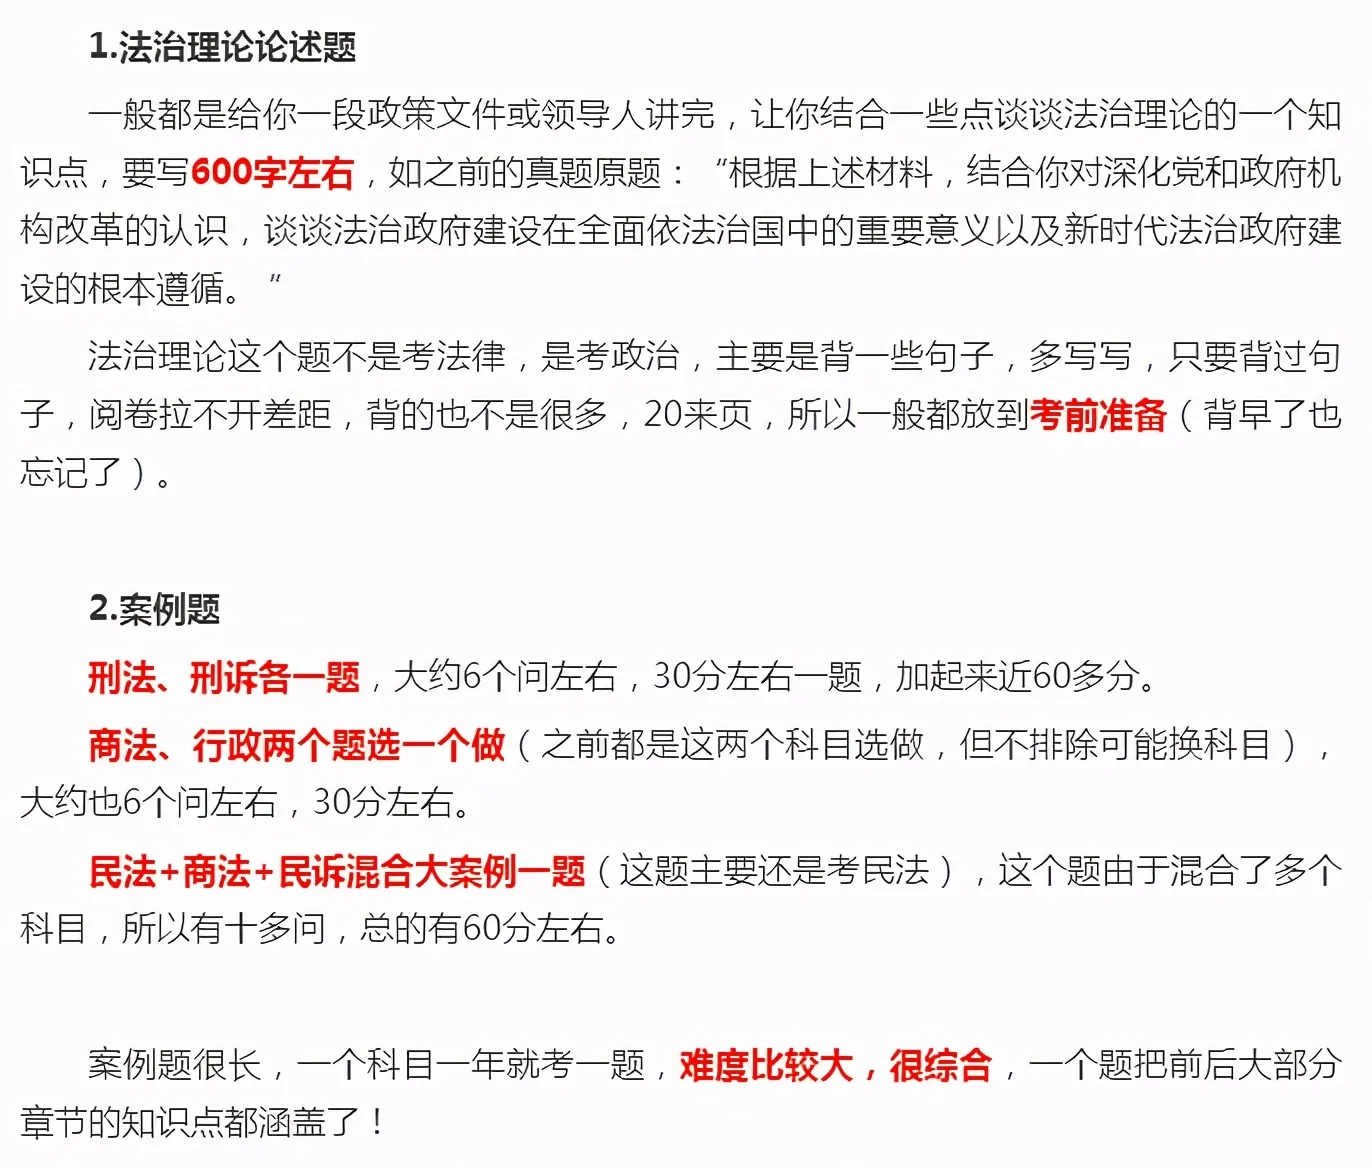 1.法治理论论述题
一般都是给你一段政策文件或领导人讲完，让你结合一些点谈谈法治理论的一个知
识点，要写600字左右，如之前的真题原题：“根据上述材料，结合你对深化党和政府机
构改革的认识，谈谈法治政府建设在全面依法治国中的重要意义以及新时代法治政府建
设的根本遵循。”
法治理论这个题不是考法律，是考政治，主要是背一些句子，多写写，只要背过句
子，阅卷拉不开差距，背的也不是很多，20来页，所以一般都放到考前准备（背早了也
忘记了）。
2.案例题
刑法、刑诉各一题，大约6个问左右，30分左右一题，加起来近60多分。
商法、行政两个题选一个做（之前都是这两个科目选做，但不排除可能换科目），
大约也6个问左右，30分左右。
民法+商法+民诉混合大案例一题（这题主要还是考民法），这个题由于混合了多个
科目，所以有十多问，总的有60分左右。
案例题很长，一个科目一年就考一题，难度比较大，很综合，一个题把前后大部分
章节的知识点都涵盖了！